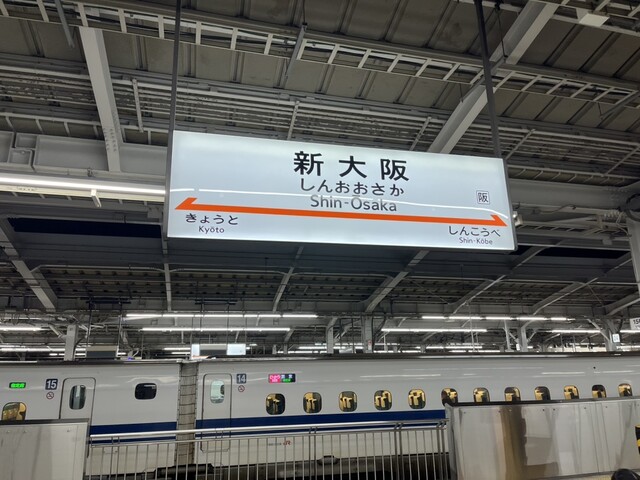 新大阪
しんおおさか
Shin-Ōsaka
阪
きょうと
Kyōto
しんこうべ
Shin-Kōbe
15
14